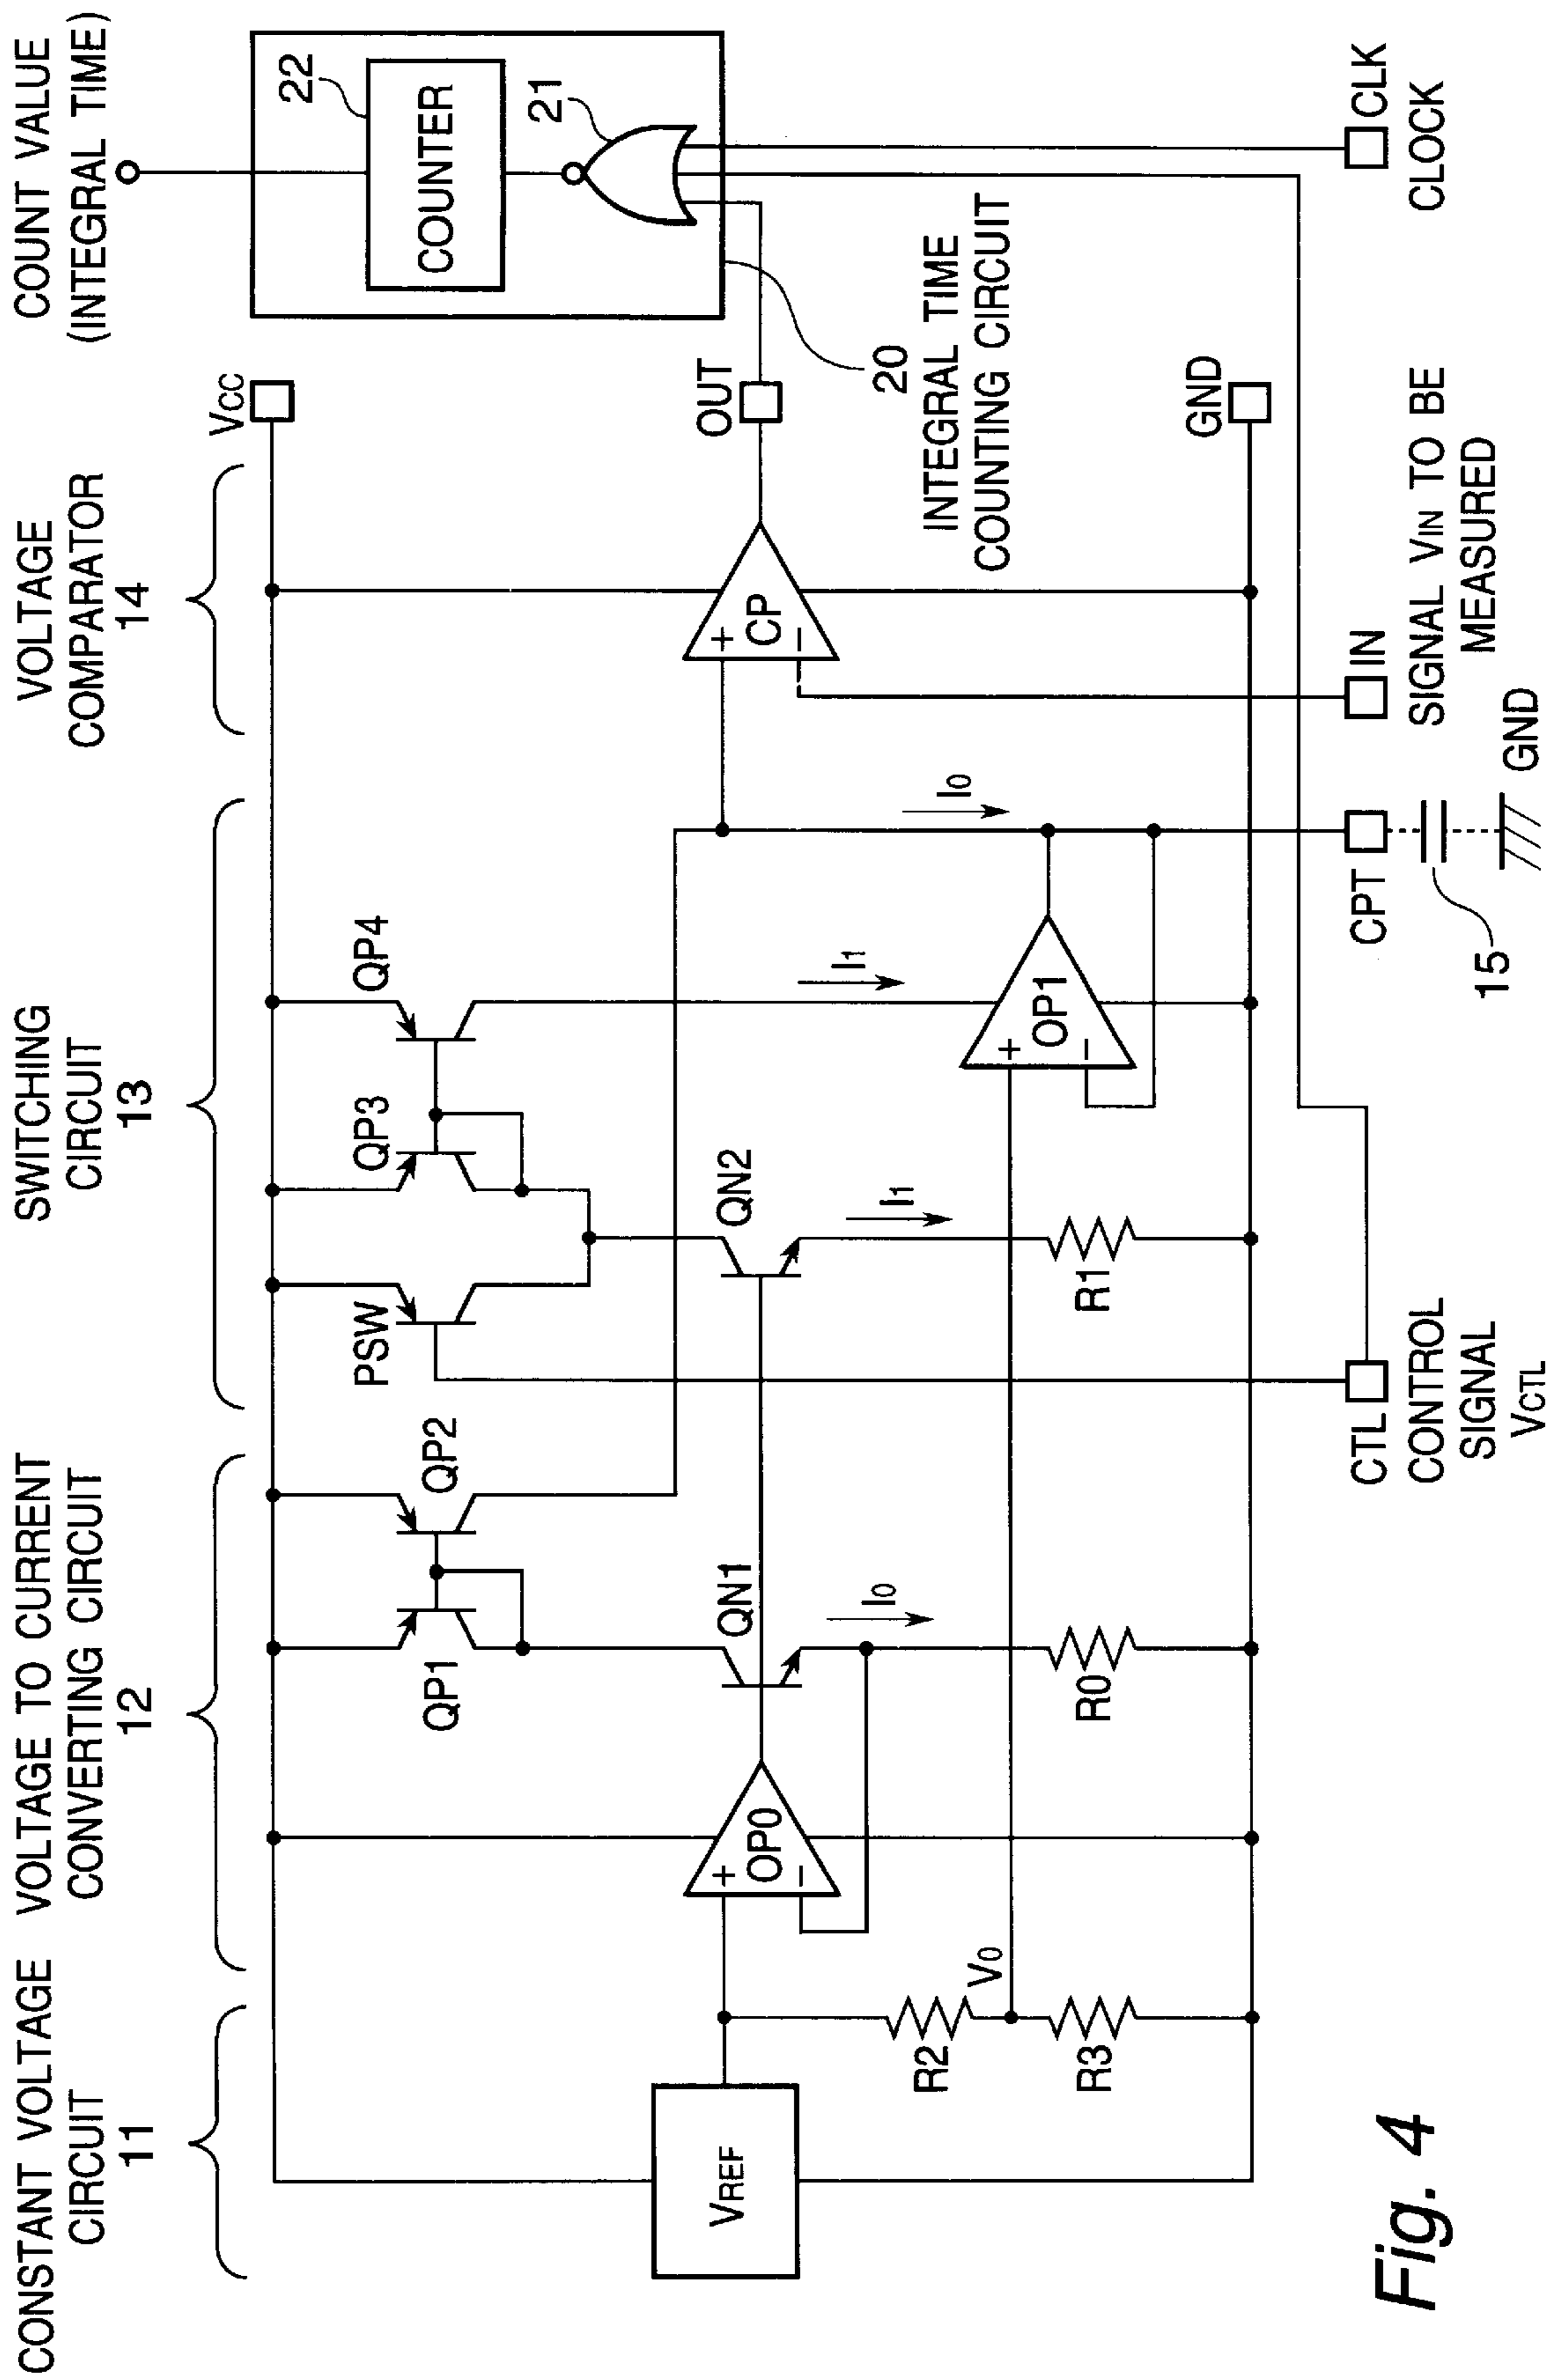 CONSTANT VOLTAGE
CIRCUIT
11
VOLTAGE TO CURRENT
CONVERTING CIRCUIT
12
SWITCHING
CIRCUIT
13
VOLTAGE
COMPARATOR
14
COUNT VALUE
(INTEGRAL TIME)
VCC
QP1
QP2
PSW
QP3
QP4
22
COUNTER
21
VREF
+
OP0
−
QN1
I0
QN2
I1
I1
+
CP
−
OUT
20
INTEGRAL TIME
COUNTING CIRCUIT
R2
V0
R3
R0
R1
+
OP1
−
I0
GND
CTL
CONTROL
SIGNAL
VCTL
CPT
15
GND
IN
SIGNAL VIN TO BE
MEASURED
CLK
CLOCK
Fig. 4